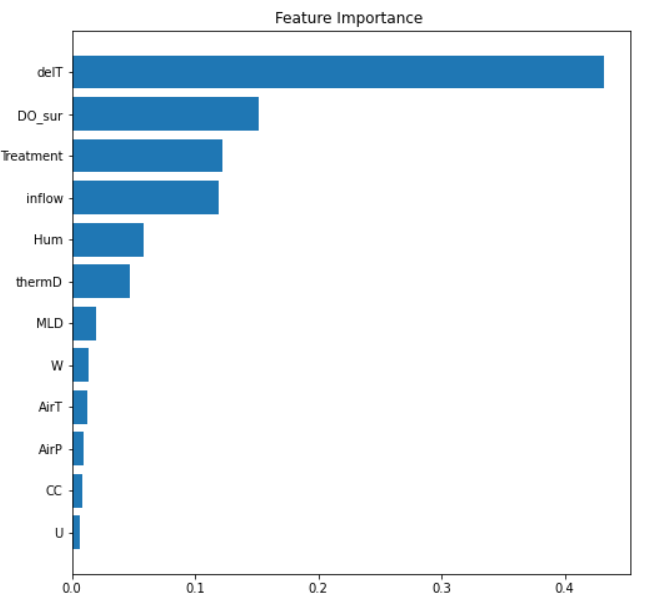 Feature Importance
delT
DO_sur
Treatment
inflow
Hum
thermD
MLD
W
AirT
AirP
CC
U
0.0 0.1 0.2 0.3 0.4